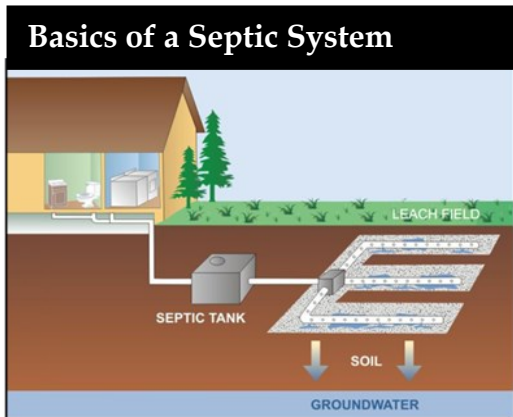 Basics of a Septic System
LEACH FIELD
SEPTIC TANK
SOIL
GROUNDWATER